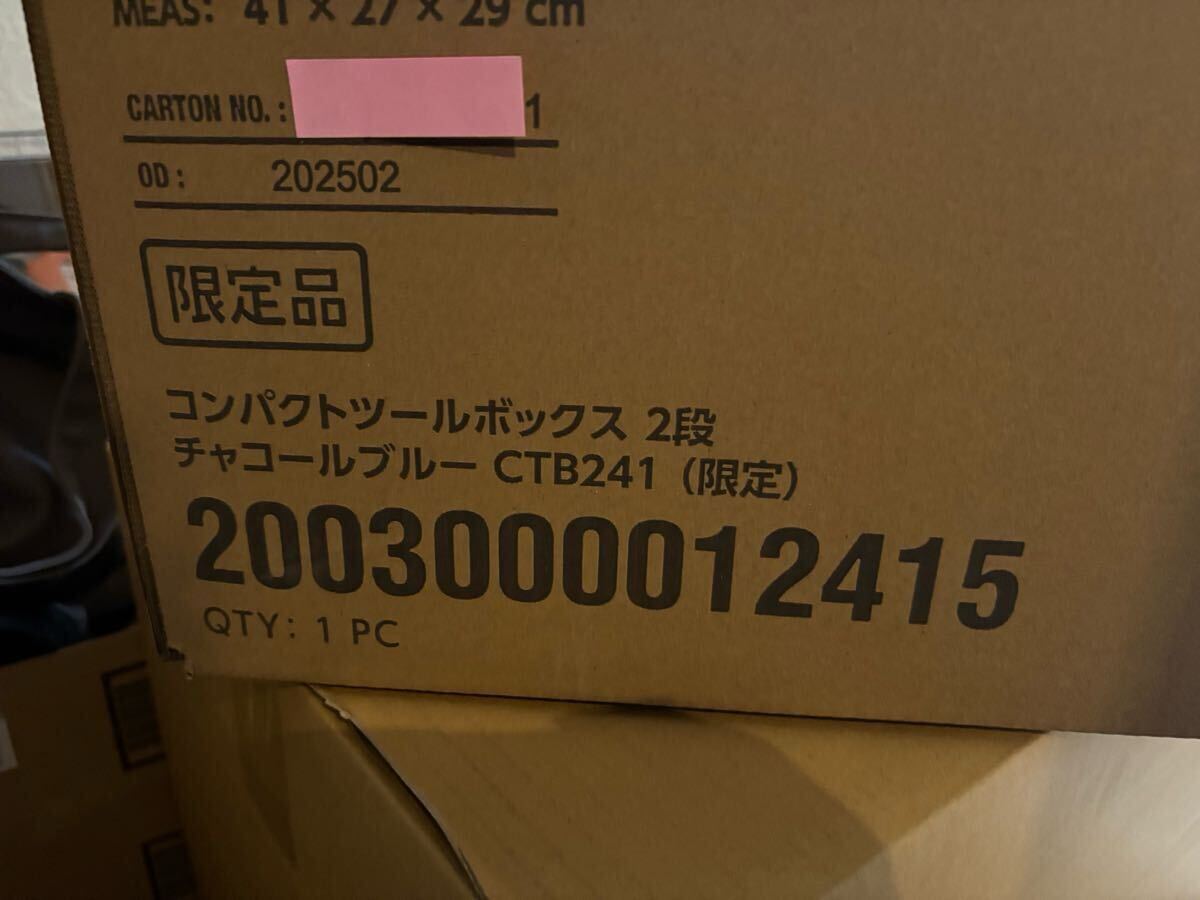 MEAS: 41 × 27 × 29 cm
CARTON NO.: 1
OD: 202502
限定品
コンパクトツールボックス 2段
チャコールブルー CTB241 (限定)
2003000012415
QTY: 1 PC